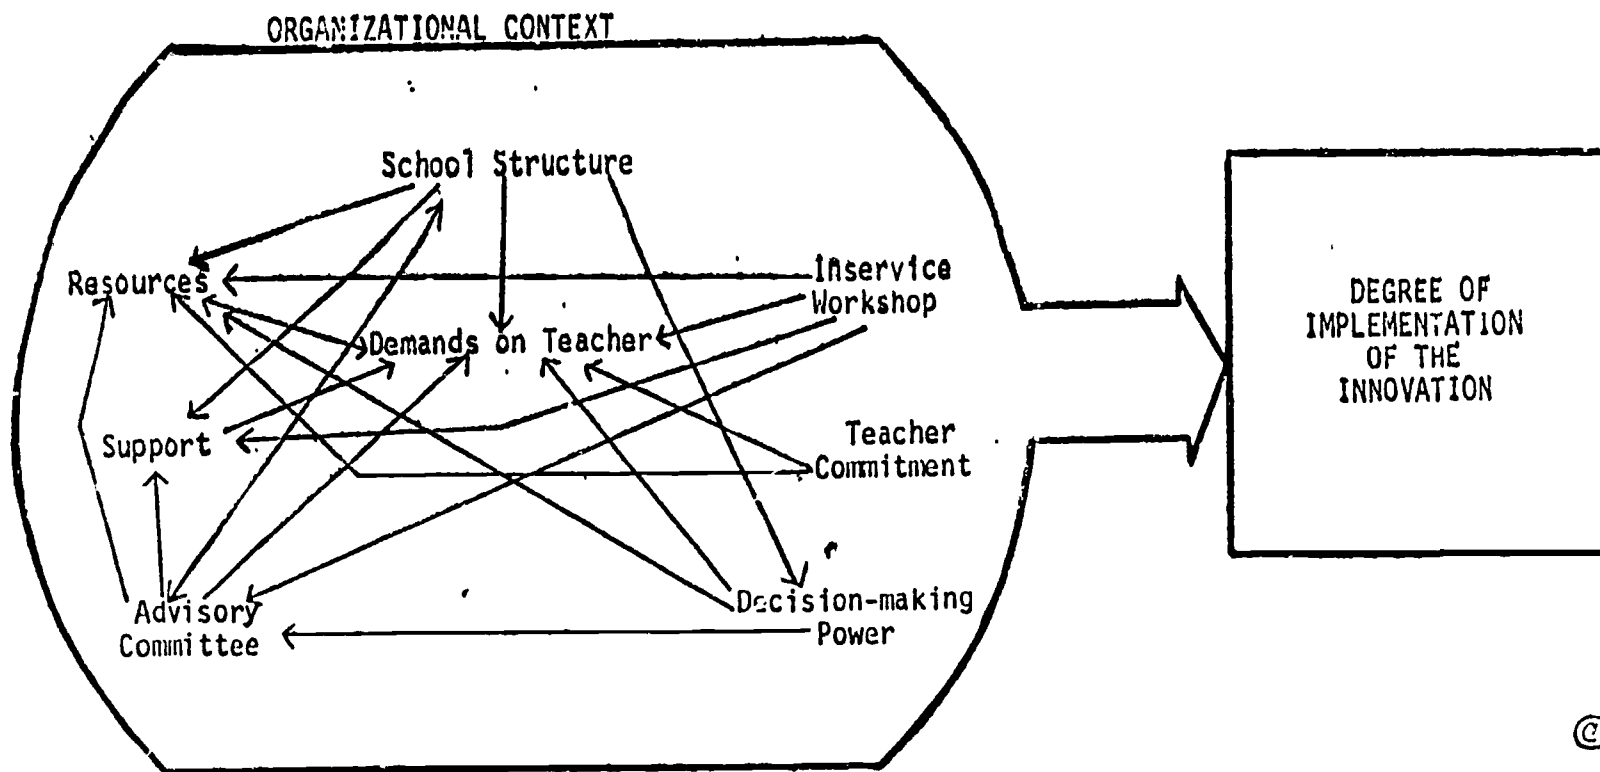 ORGANIZATIONAL CONTEXT
School Structure
Resources
Inservice
Workshop
Demands on Teacher
DEGREE OF
IMPLEMENTATION
OF THE
INNOVATION
Support
Teacher
Commitment
Advisory
Committee
Decision-making
Power